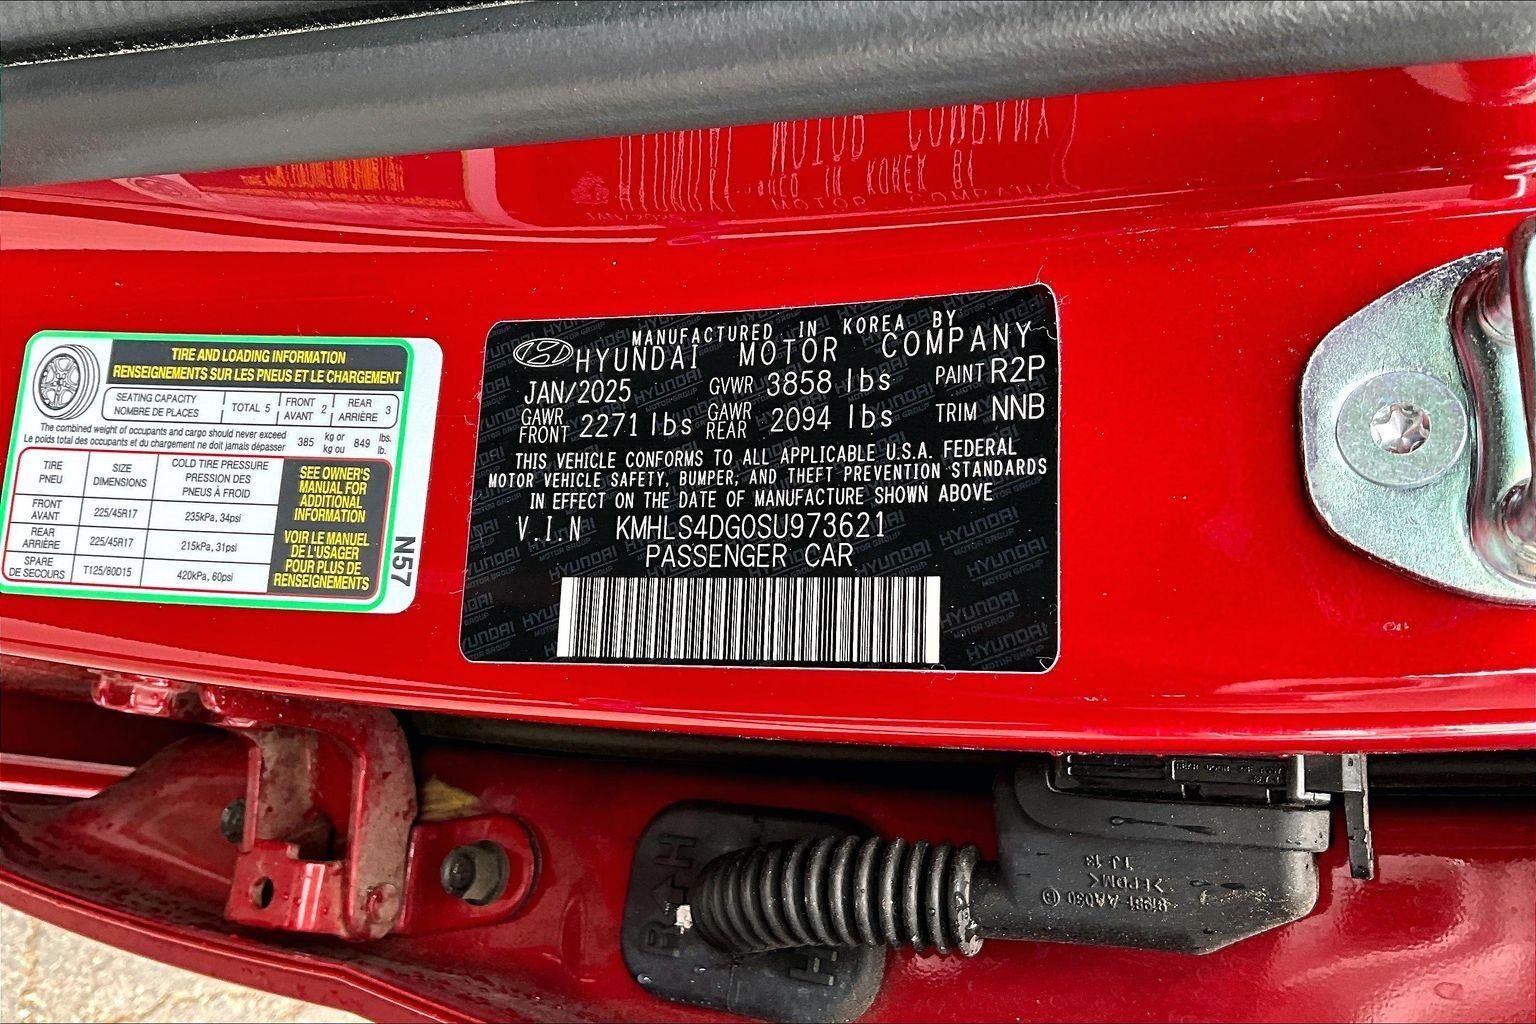 TIRE AND LOADING INFORMATION
RENSEIGNEMENTS SUR LES PNEUS ET LE CHARGEMENT
SEATING CAPACITY
NOMBRE DE PLACES
TOTAL 5
FRONT
AVANT 2
REAR
ARRIÈRE 3
The combined weight of occupants and cargo should never exceed
Le poids total des occupants et du chargement ne doit jamais dépasser
385 kg or
kg ou
849 lbs.
lb.
TIRE
PNEU
SIZE
DIMENSIONS
COLD TIRE PRESSURE
PRESSION DES
PNEUS À FROID
FRONT
AVANT
225/45R17
235kPa, 34psi
REAR
ARRIÈRE
225/45R17
215kPa, 31psi
SPARE
DE SECOURS
T125/80D15
420kPa, 60psi
SEE OWNER'S
MANUAL FOR
ADDITIONAL
INFORMATION
VOIR LE MANUEL
DE L'USAGER
POUR PLUS DE
RENSEIGNEMENTS
N57
MANUFACTURED IN KOREA BY
HYUNDAI MOTOR COMPANY
JAN/2025 GVWR 3858 lbs PAINT R2P
GAWR
FRONT 2271 lbs GAWR
REAR 2094 lbs TRIM NNB
THIS VEHICLE CONFORMS TO ALL APPLICABLE U.S.A. FEDERAL
MOTOR VEHICLE SAFETY, BUMPER, AND THEFT PREVENTION STANDARDS
IN EFFECT ON THE DATE OF MANUFACTURE SHOWN ABOVE
V.I.N KMHLS4DG0SU973621
PASSENGER CAR
HYUNDAI
MOTOR GROUP
>EPDM<
91981-AA030